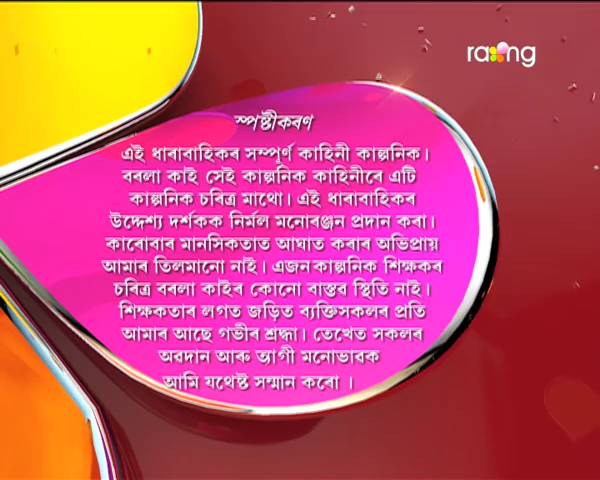 rang
স্পষ্টীকৰণ
এই ধাৰাবাহিকৰ সম্পূৰ্ণ কাহিনী কাল্পনিক।
বৰলা কাই সেই কাল্পনিক কাহিনীৰে এটি
কাল্পনিক চৰিত্ৰ মাথো। এই ধাৰাবাহিকৰ
উদ্দেশ্য দৰ্শকক নিৰ্মল মনোৰঞ্জন প্ৰদান কৰা।
কাৰোবাৰ মানসিকতাত আঘাত কৰাৰ অভিপ্ৰায়
আমাৰ তিলমানো নাই। এজন কাল্পনিক শিক্ষকৰ
চৰিত্ৰ বৰলা কাইৰ কোনো বাস্তৱ স্থিতি নাই।
শিক্ষকতাৰ লগত জড়িত ব্যক্তিসকলৰ প্ৰতি
আমাৰ আছে গভীৰ শ্ৰদ্ধা। তেখেত সকলৰ
অৱদান আৰু ত্যাগী মনোভাৱক
আমি যথেষ্ট সন্মান কৰো ।